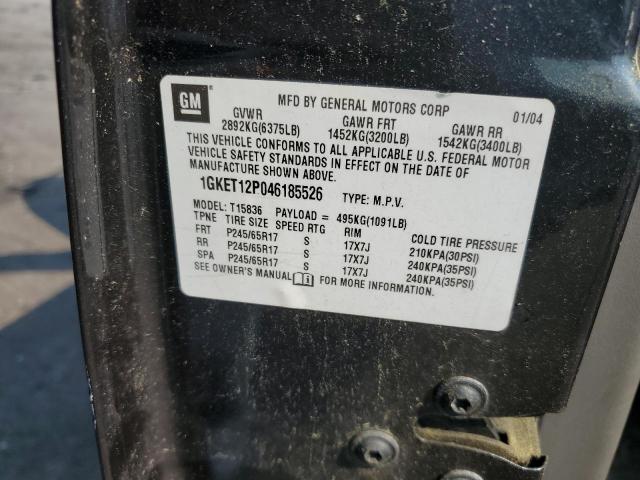 GM
MFD BY GENERAL MOTORS CORP 01/04
GVWR GAWR FRT GAWR RR
2892KG(6375LB) 1452KG(3200LB) 1542KG(3400LB)
THIS VEHICLE CONFORMS TO ALL APPLICABLE U.S. FEDERAL MOTOR
VEHICLE SAFETY STANDARDS IN EFFECT ON THE DATE OF
MANUFACTURE SHOWN ABOVE.
1GKET12P046185526 TYPE: M.P.V.
MODEL: T15836 PAYLOAD = 495KG(1091LB)
TPNE TIRE SIZE SPEED RTG RIM COLD TIRE PRESSURE
FRT P245/65R17 S 17X7J 210KPA(30PSI)
RR P245/65R17 S 17X7J 240KPA(35PSI)
SPA P245/65R17 S 17X7J 240KPA(35PSI)
SEE OWNER'S MANUAL FOR MORE INFORMATION.